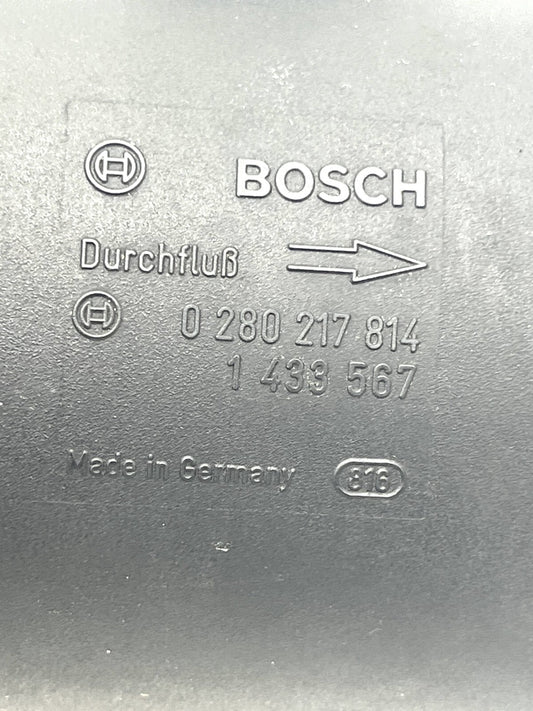 BOSCH
Durchfluß
0 280 217 814
1 433 567
Made in Germany 816